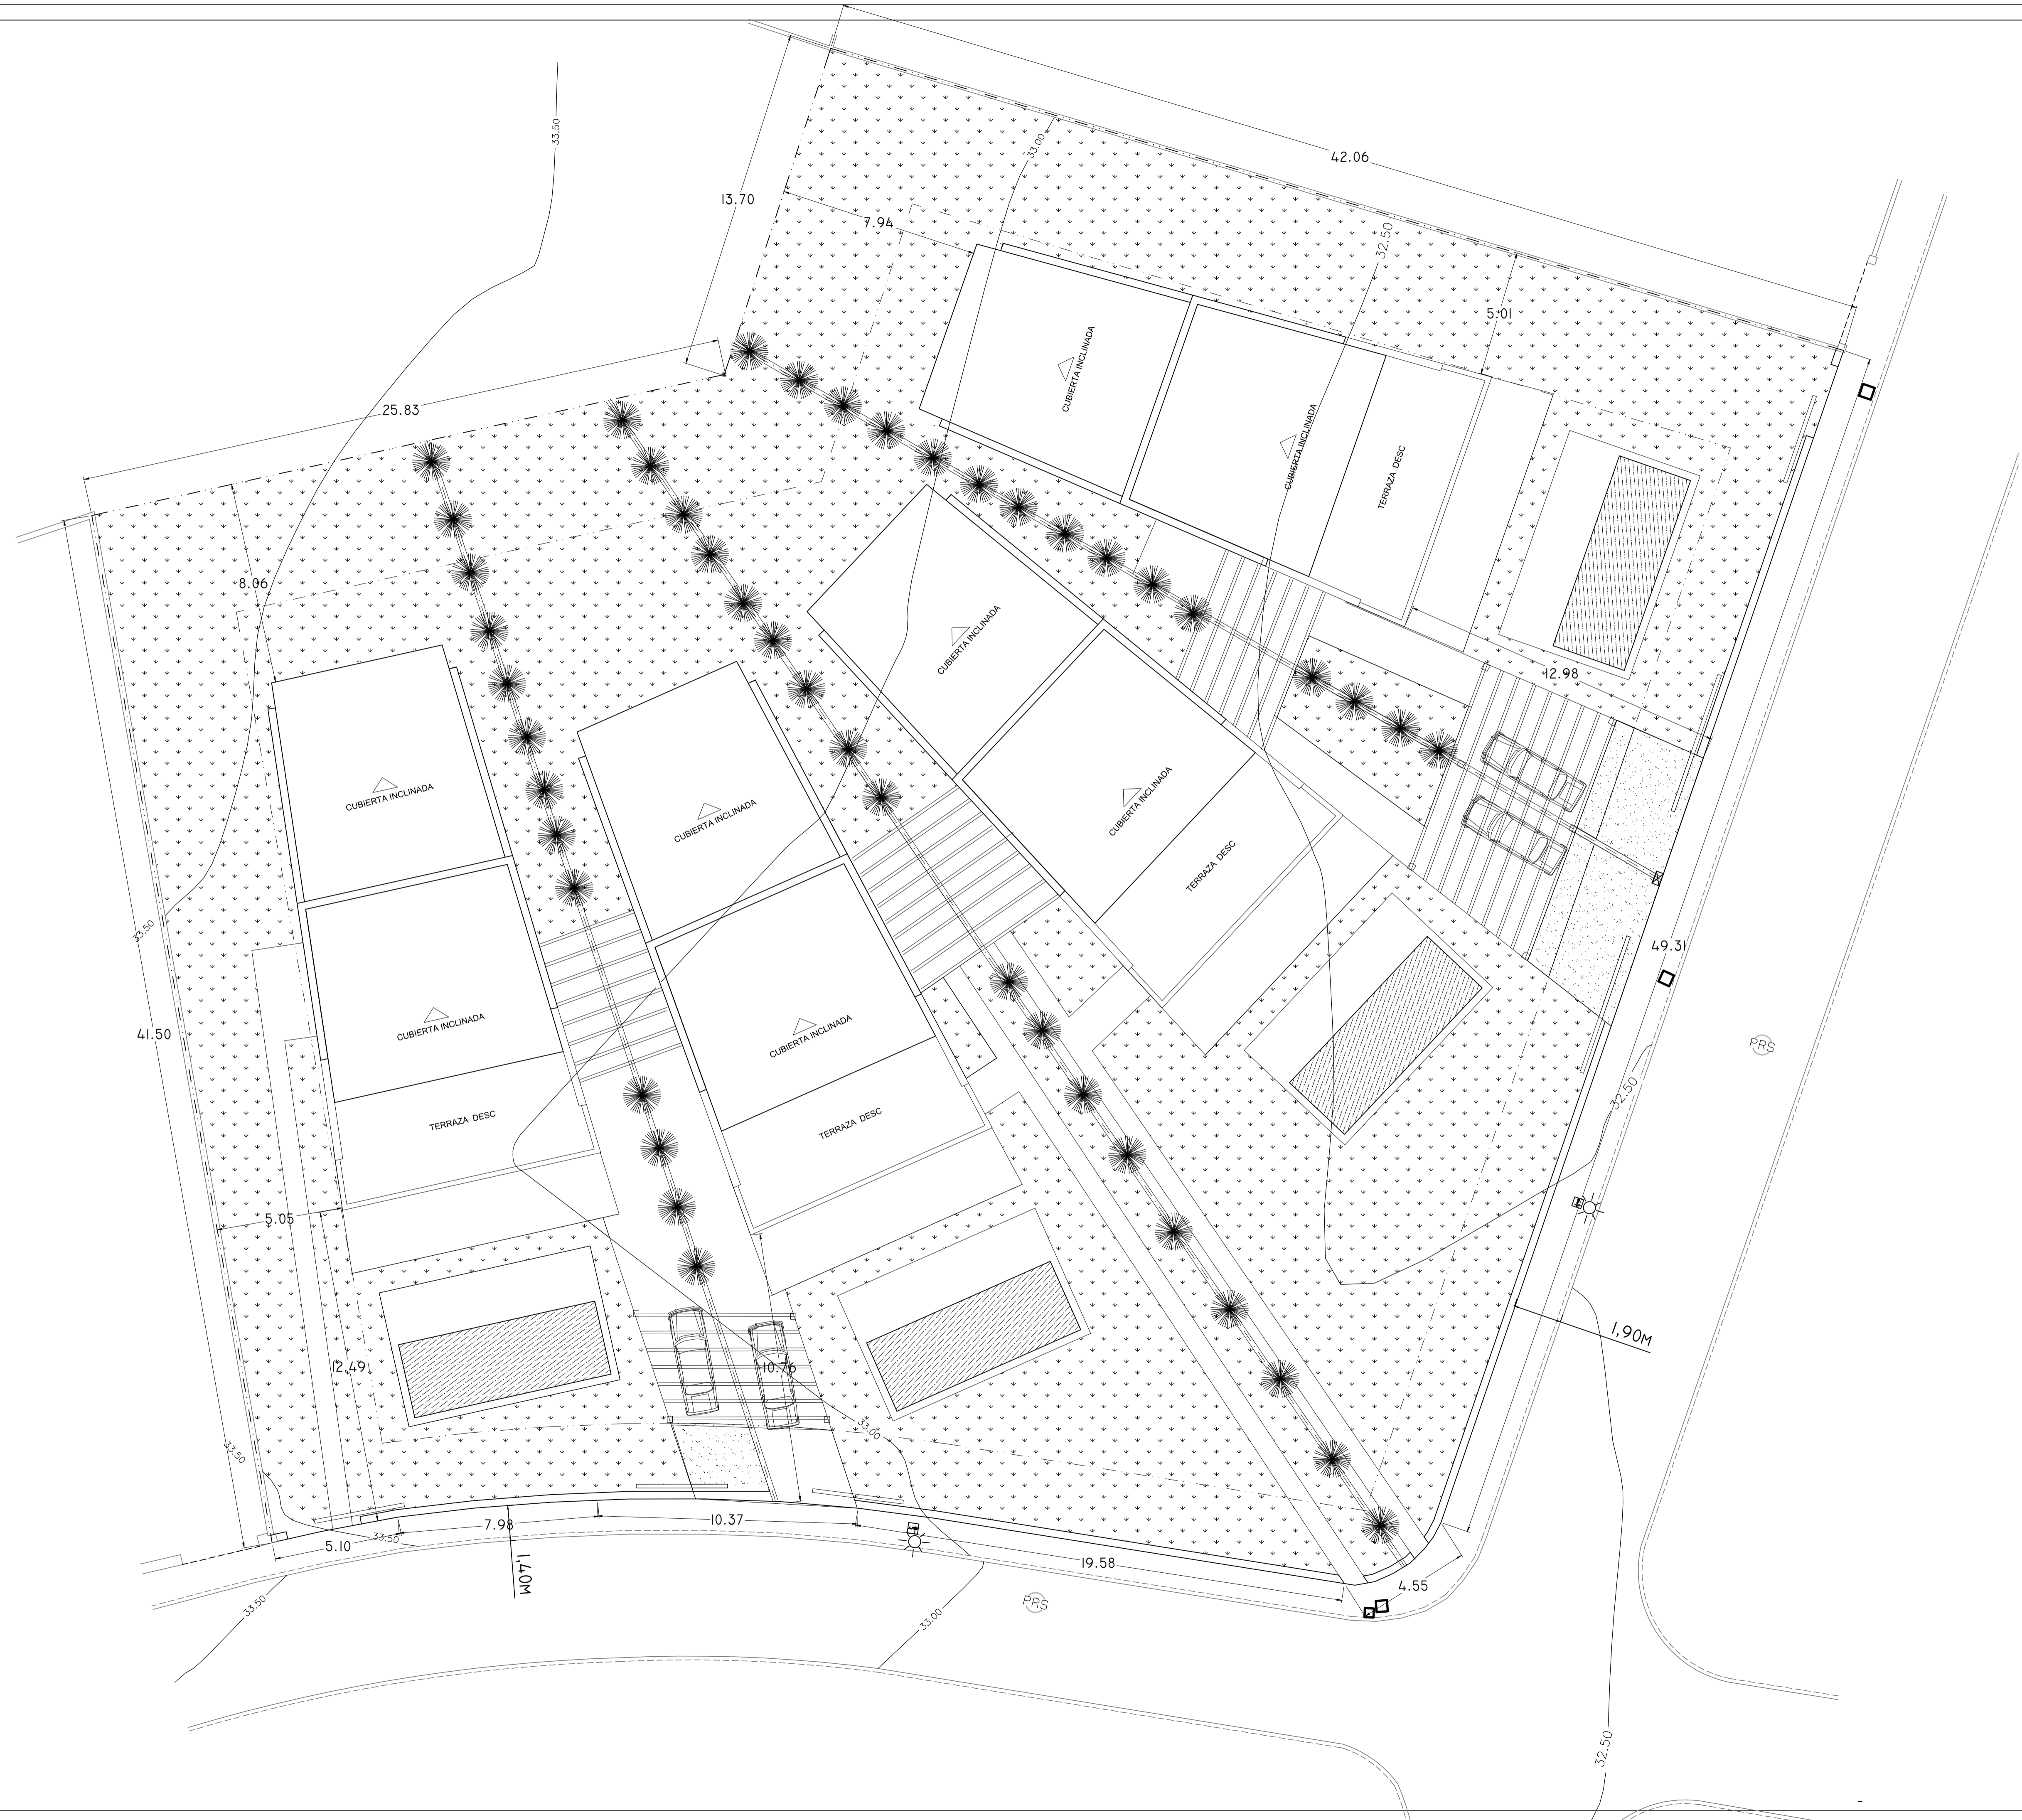 33.50
33.00
42.06
13.70
7.94
32.50
5.01
CUBIERTA INCLINADA
25.83
CUBIERTA INCLINADA
TERRAZA DESC
8.06
12.98
CUBIERTA INCLINADA
CUBIERTA INCLINADA
CUBIERTA INCLINADA
CUBIERTA INCLINADA
TERRAZA DESC
33.50
49.31
41.50
CUBIERTA INCLINADA
CUBIERTA INCLINADA
PRS
32.50
TERRAZA DESC
TERRAZA DESC
5.05
1,90M
12.49
10.76
33.00
33.50
7.98
10.37
33.50
5.10
19.58
1,40M
4.55
33.50
PRS
33.00
32.50